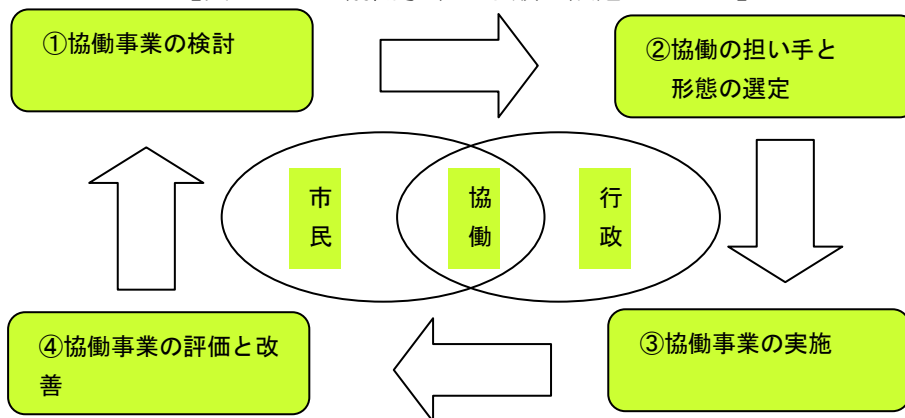 ①協働事業の検討
②協働の担い手と
形態の選定
市民
協働
行政
④協働事業の評価と改
善
③協働事業の実施